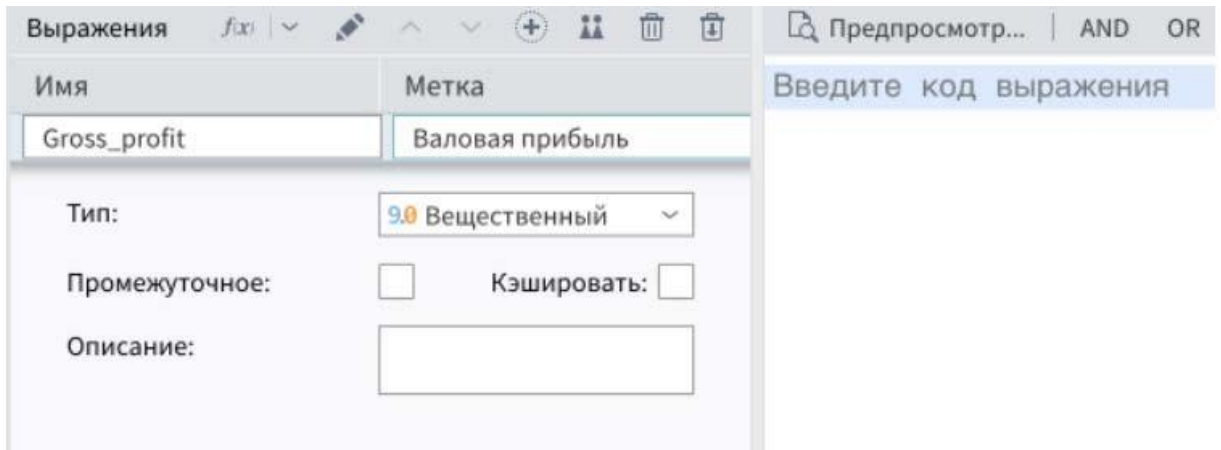 Выражения f(x) Предпросмотр... AND OR
Имя Метка Введите код выражения
Gross_profit Валовая прибыль
Тип: 9.0 Вещественный
Промежуточное: Кэшировать:
Описание: